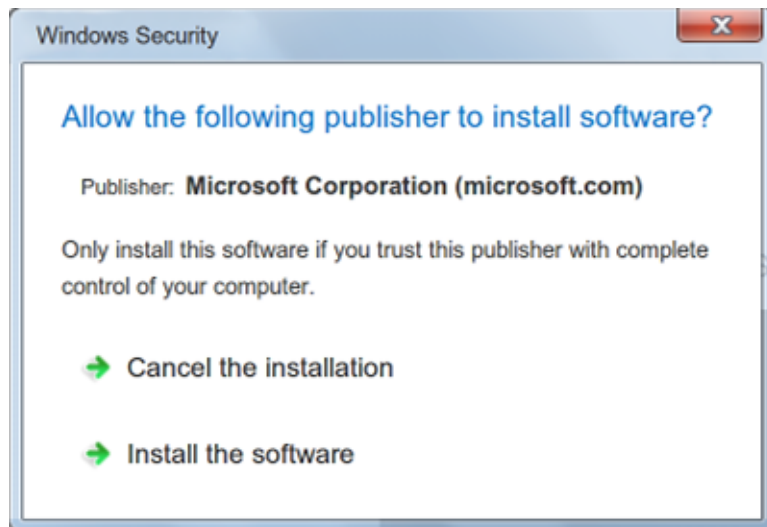 Windows Security
Allow the following publisher to install software?
Publisher: Microsoft Corporation (microsoft.com)
Only install this software if you trust this publisher with complete
control of your computer.
Cancel the installation
Install the software